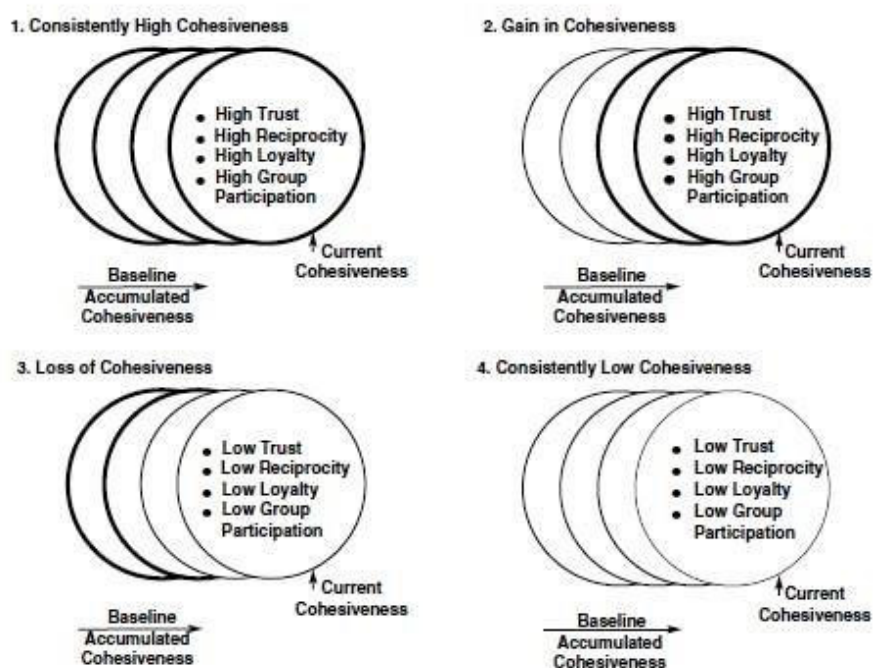 1. Consistently High Cohesiveness
• High Trust
• High Reciprocity
• High Loyalty
• High Group
Participation
Current
Cohesiveness
Baseline
Accumulated
Cohesiveness
2. Gain in Cohesiveness
• High Trust
• High Reciprocity
• High Loyalty
• High Group
Participation
Current
Cohesiveness
Baseline
Accumulated
Cohesiveness
3. Loss of Cohesiveness
• Low Trust
• Low Reciprocity
• Low Loyalty
• Low Group
Participation
Current
Cohesiveness
Baseline
Accumulated
Cohesiveness
4. Consistently Low Cohesiveness
• Low Trust
• Low Reciprocity
• Low Loyalty
• Low Group
Participation
Current
Cohesiveness
Baseline
Accumulated
Cohesiveness